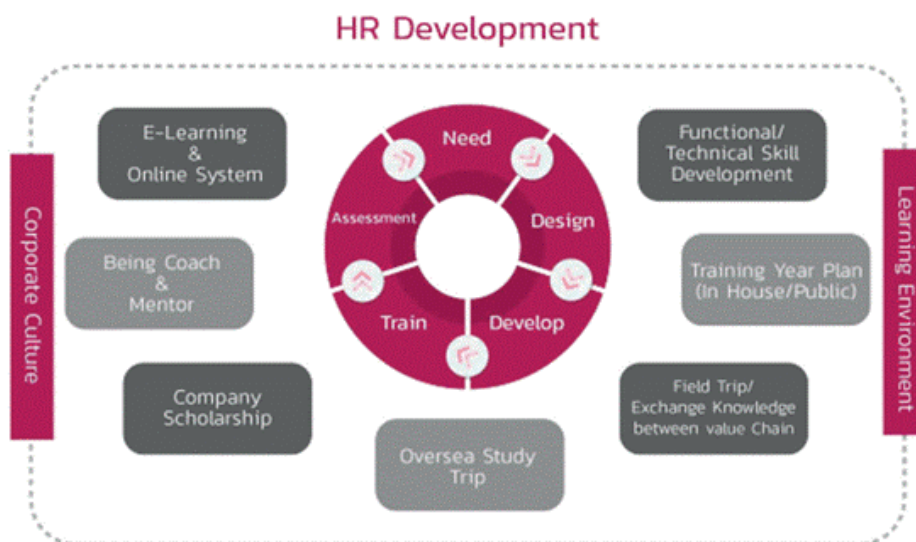 HR Development
Corporate Culture
E-Learning
&
Online System
Being Coach
&
Mentor
Company
Scholarship
Need
Design
Develop
Train
Assessment
Oversea Study
Trip
Functional/
Technical Skill
Development
Training Year Plan
(In House/Public)
Field Trip/
Exchange Knowledge
between value Chain
Learning Environment